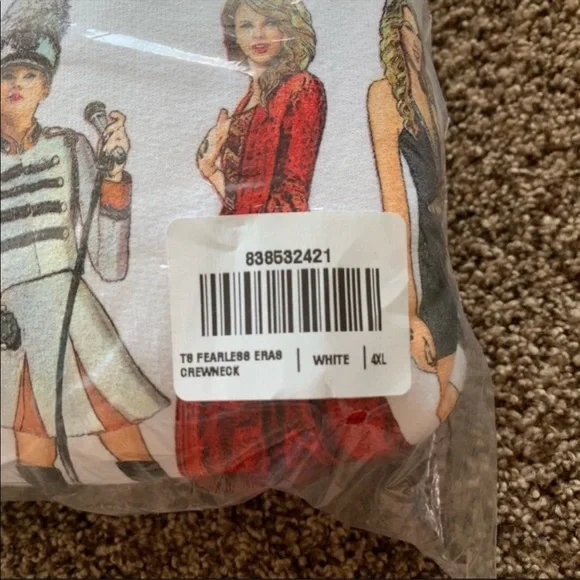 838532421
TS FEARLESS ERAS | WHITE | 4XL
CREWNECK